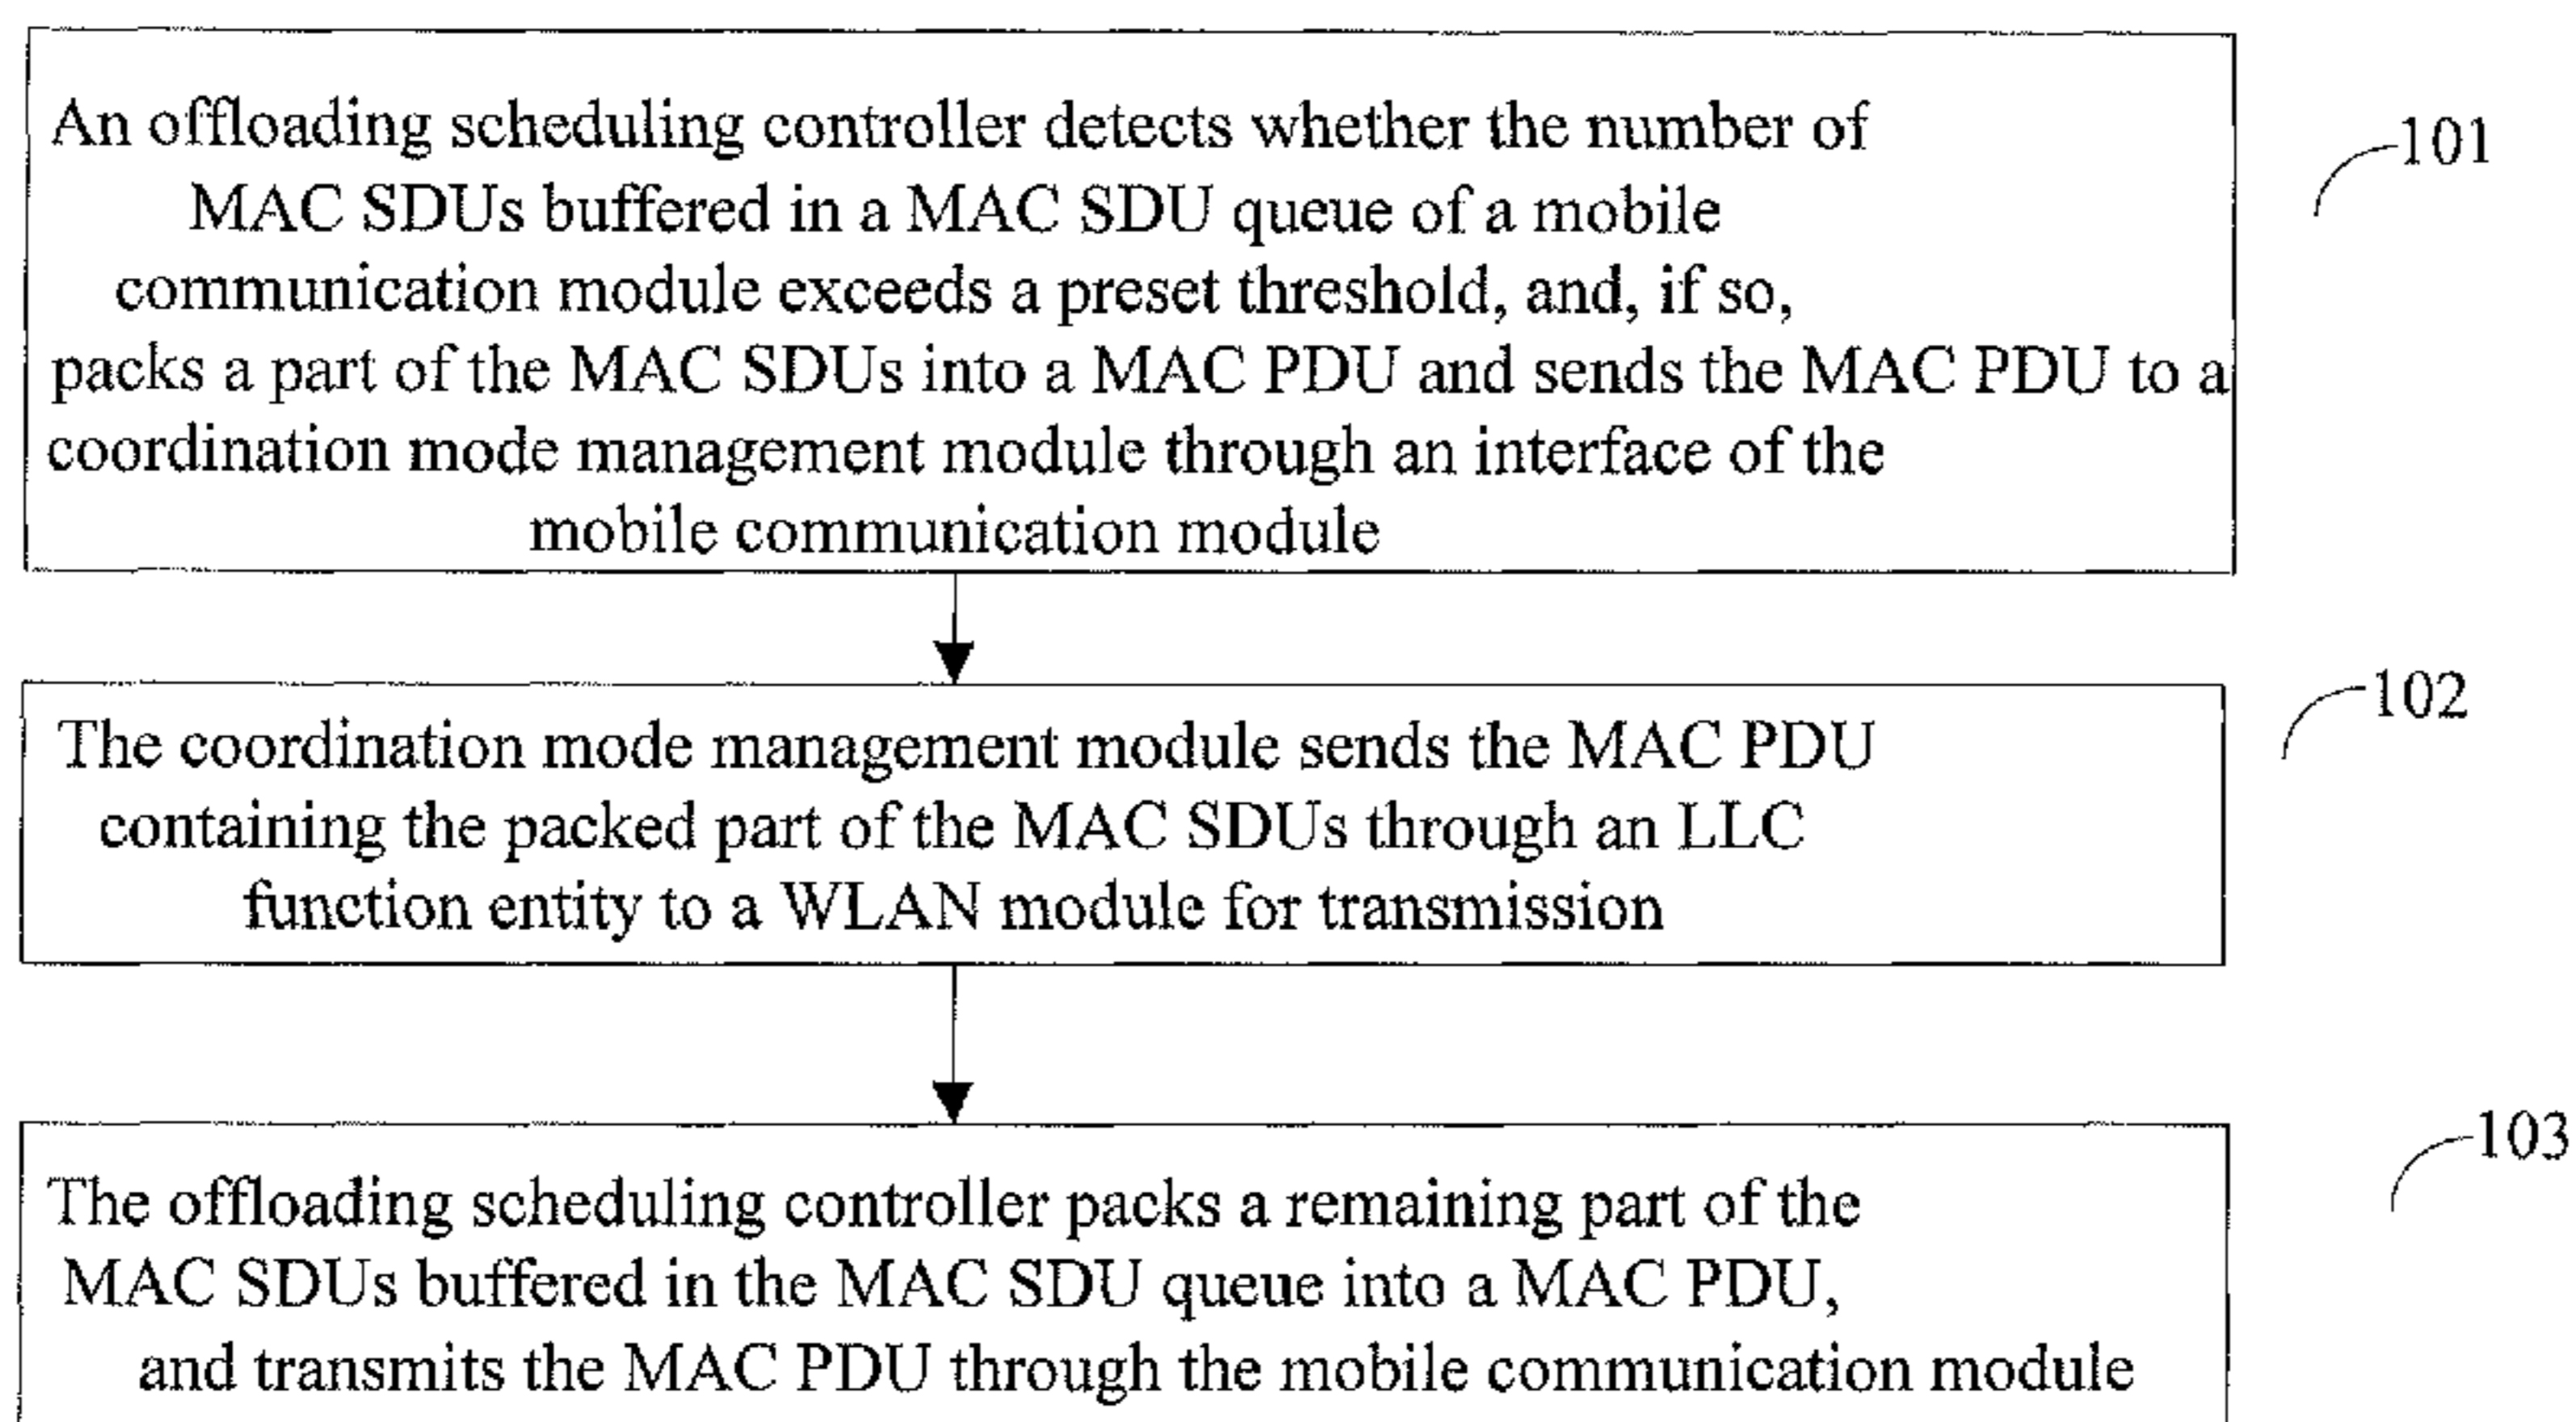 An offloading scheduling controller detects whether the number of
MAC SDUs buffered in a MAC SDU queue of a mobile
communication module exceeds a preset threshold, and, if so,
packs a part of the MAC SDUs into a MAC PDU and sends the MAC PDU to a
coordination mode management module through an interface of the
mobile communication module
101
The coordination mode management module sends the MAC PDU
containing the packed part of the MAC SDUs through an LLC
function entity to a WLAN module for transmission
102
The offloading scheduling controller packs a remaining part of the
MAC SDUs buffered in the MAC SDU queue into a MAC PDU,
and transmits the MAC PDU through the mobile communication module
103